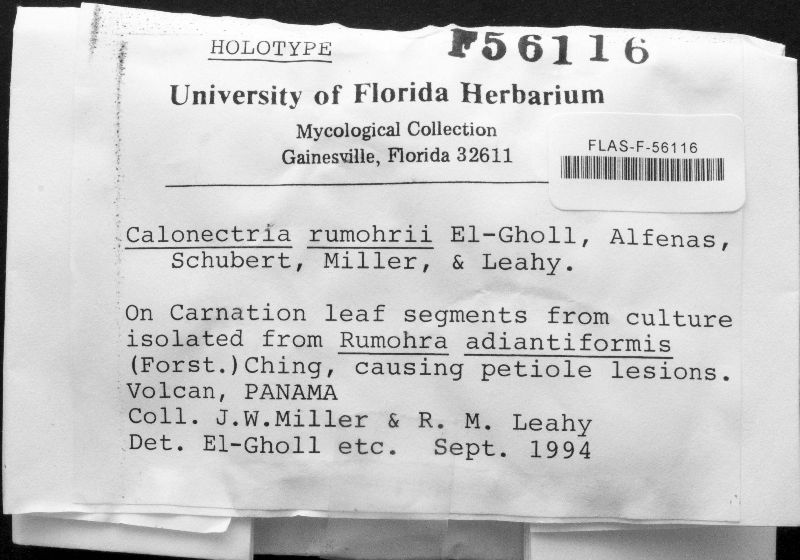 HOLOTYPE
F56116
University of Florida Herbarium
Mycological Collection
Gainesville, Florida 32611
FLAS-F-56116
Calonectria rumohrii El-Gholl, Alfenas,
Schubert, Miller, & Leahy.
On Carnation leaf segments from culture
isolated from Rumohra adiantiformis
(Forst.)Ching, causing petiole lesions.
Volcan, PANAMA
Coll. J.W.Miller & R. M. Leahy
Det. El-Gholl etc. Sept. 1994